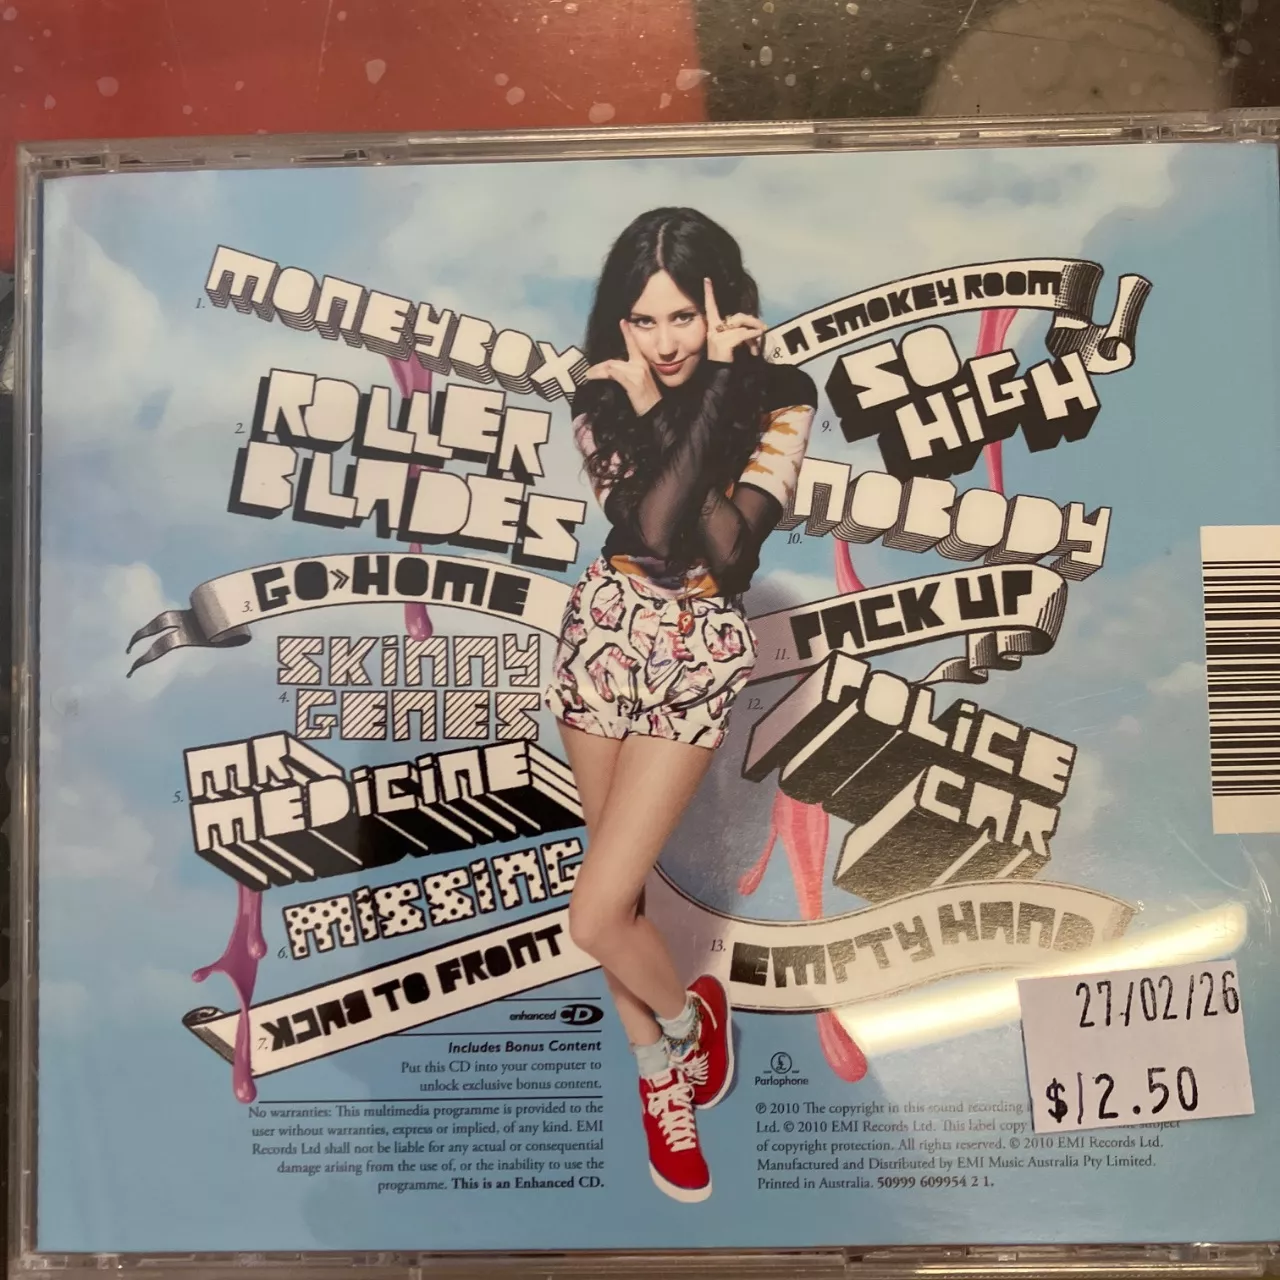 1. MONEYBOX
2. ROLLER
BLADES
3. GO»HOME
4. SKINNY
GENES
5. MR
MEDICINE
6. MISSING
7. BACK TO FRONT
8. A SMOKEY ROOM
9. SO
HIGH
10. NOBODY
11. PACK UP
12. POLICE
CAR
13. EMPTY HAND
enhanced CD
Includes Bonus Content
Put this CD into your computer to
unlock exclusive bonus content.
No warranties: This multimedia programme is provided to the
user without warranties, express or implied, of any kind. EMI
Records Ltd shall not be liable for any actual or consequential
damage arising from the use of, or the inability to use the
programme. This is an Enhanced CD.
Parlophone
℗ 2010 The copyright in this sound recording
Ltd. © 2010 EMI Records Ltd. This label copy subject
of copyright protection. All rights reserved. © 2010 EMI Records Ltd.
Manufactured and Distributed by EMI Music Australia Pty Limited.
Printed in Australia. 50999 609954 2 1.
27/02/26
$12.50